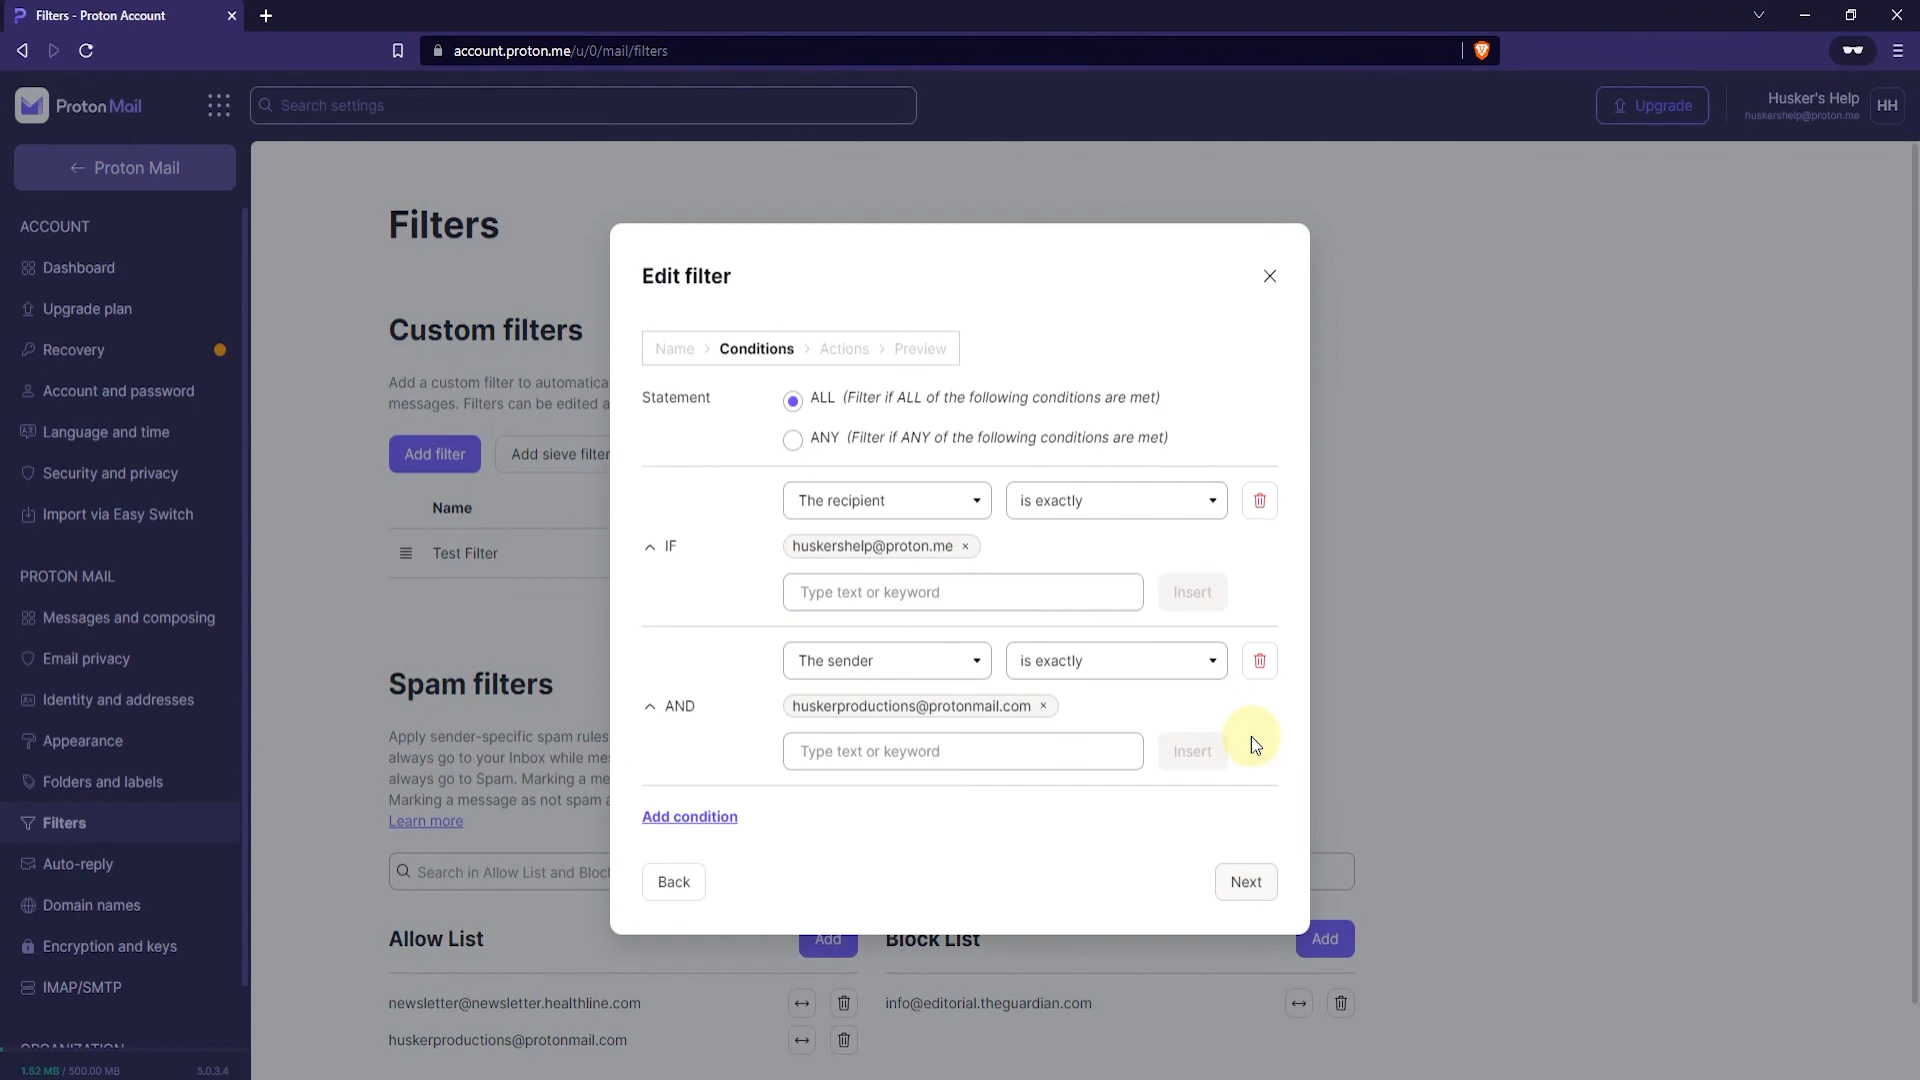 Filters - Proton Account
account.proton.me/u/0/mail/filters
Proton Mail
Search settings
Upgrade
Husker's Help
huskershelp@proton.me
HH
← Proton Mail
ACCOUNT
Dashboard
Upgrade plan
Recovery
Account and password
Language and time
Security and privacy
Import via Easy Switch
PROTON MAIL
Messages and composing
Email privacy
Identity and addresses
Appearance
Folders and labels
Filters
Auto-reply
Domain names
Encryption and keys
IMAP/SMTP
ORGANIZATION
1.52 MB / 500.00 MB
5.0.3.4
Filters
Custom filters
Add a custom filter to automatica
messages. Filters can be edited a
Add filter
Add sieve filter
Name
Test Filter
Spam filters
Apply sender-specific spam rules
always go to your Inbox while me
always go to Spam. Marking a me
Marking a message as not spam a
Learn more
Search in Allow List and Bloc
Allow List
Add
Block List
Add
newsletter@newsletter.healthline.com
info@editorial.theguardian.com
huskerproductions@protonmail.com
Edit filter
Name > Conditions > Actions > Preview
Statement
ALL (Filter if ALL of the following conditions are met)
ANY (Filter if ANY of the following conditions are met)
The recipient
is exactly
IF
huskershelp@proton.me ×
Type text or keyword
Insert
The sender
is exactly
AND
huskerproductions@protonmail.com ×
Type text or keyword
Insert
Add condition
Back
Next